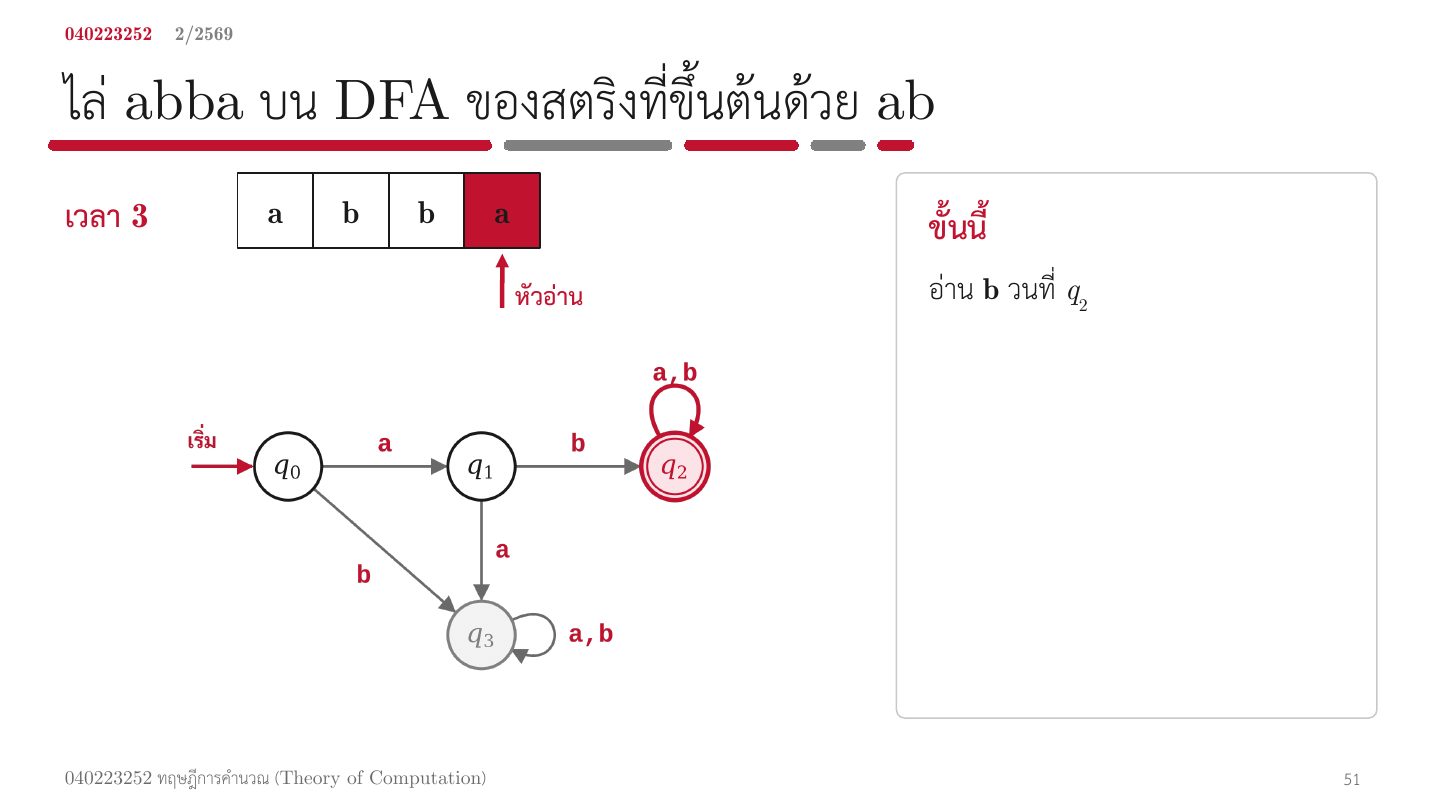 040223252 2/2569
ไล่ abba บน DFA ของสตริงที่ขึ้นต้นด้วย ab
เวลา 3
a b b a
หัวอ่าน
ขั้นนี้
อ่าน b วนที่ q2
a,b
เริ่ม
a
b
q0
q1
q2
a
b
q3
a,b
040223252 ทฤษฎีการคำนวณ (Theory of Computation)
51